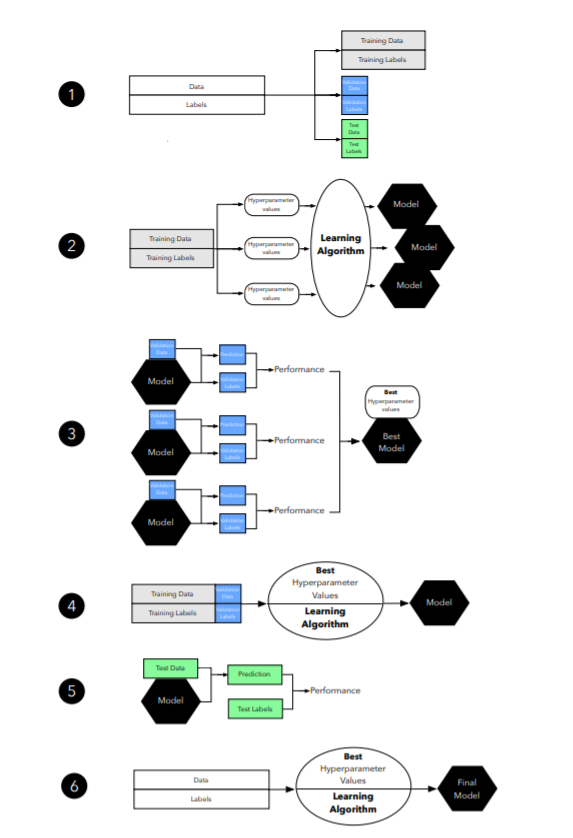 1
Data
Labels
Training Data
Training Labels
Validation
Data
Validation
Labels
Test
Data
Test
Labels
2
Training Data
Training Labels
Hyperparameter
values
Hyperparameter
values
Hyperparameter
values
Learning
Algorithm
Model
Model
Model
3
Validation
Data
Model
Prediction
Validation
Labels
Performance
Validation
Data
Model
Prediction
Validation
Labels
Performance
Validation
Data
Model
Prediction
Validation
Labels
Performance
Best
Hyperparameter
values
Best
Model
4
Training Data
Training Labels
Validation
Data
Validation
Labels
Best
Hyperparameter
Values
Learning
Algorithm
Model
5
Test Data
Model
Prediction
Test Labels
Performance
6
Data
Labels
Best
Hyperparameter
Values
Learning
Algorithm
Final
Model